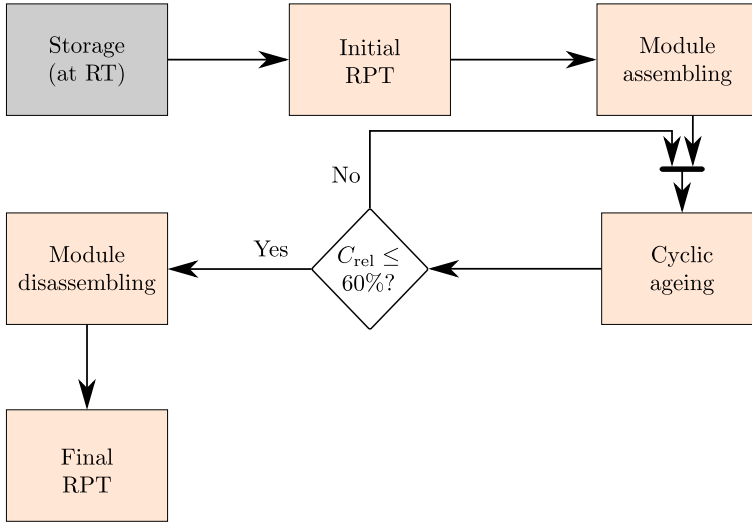 Storage
(at RT)
Initial
RPT
Module
assembling
No
Yes
Module
disassembling
C_rel ≤
60%?
Cyclic
ageing
Final
RPT